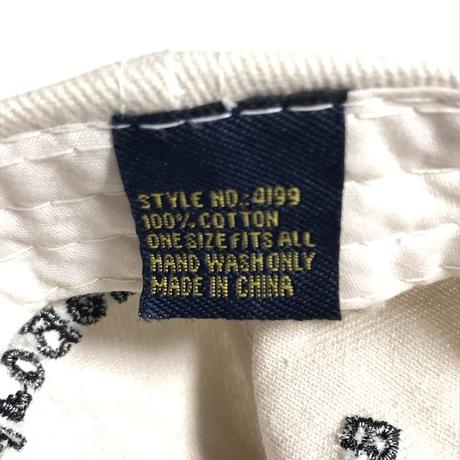 STYLE NO.:4199
100% COTTON
ONE SIZE FITS ALL
HAND WASH ONLY
MADE IN CHINA